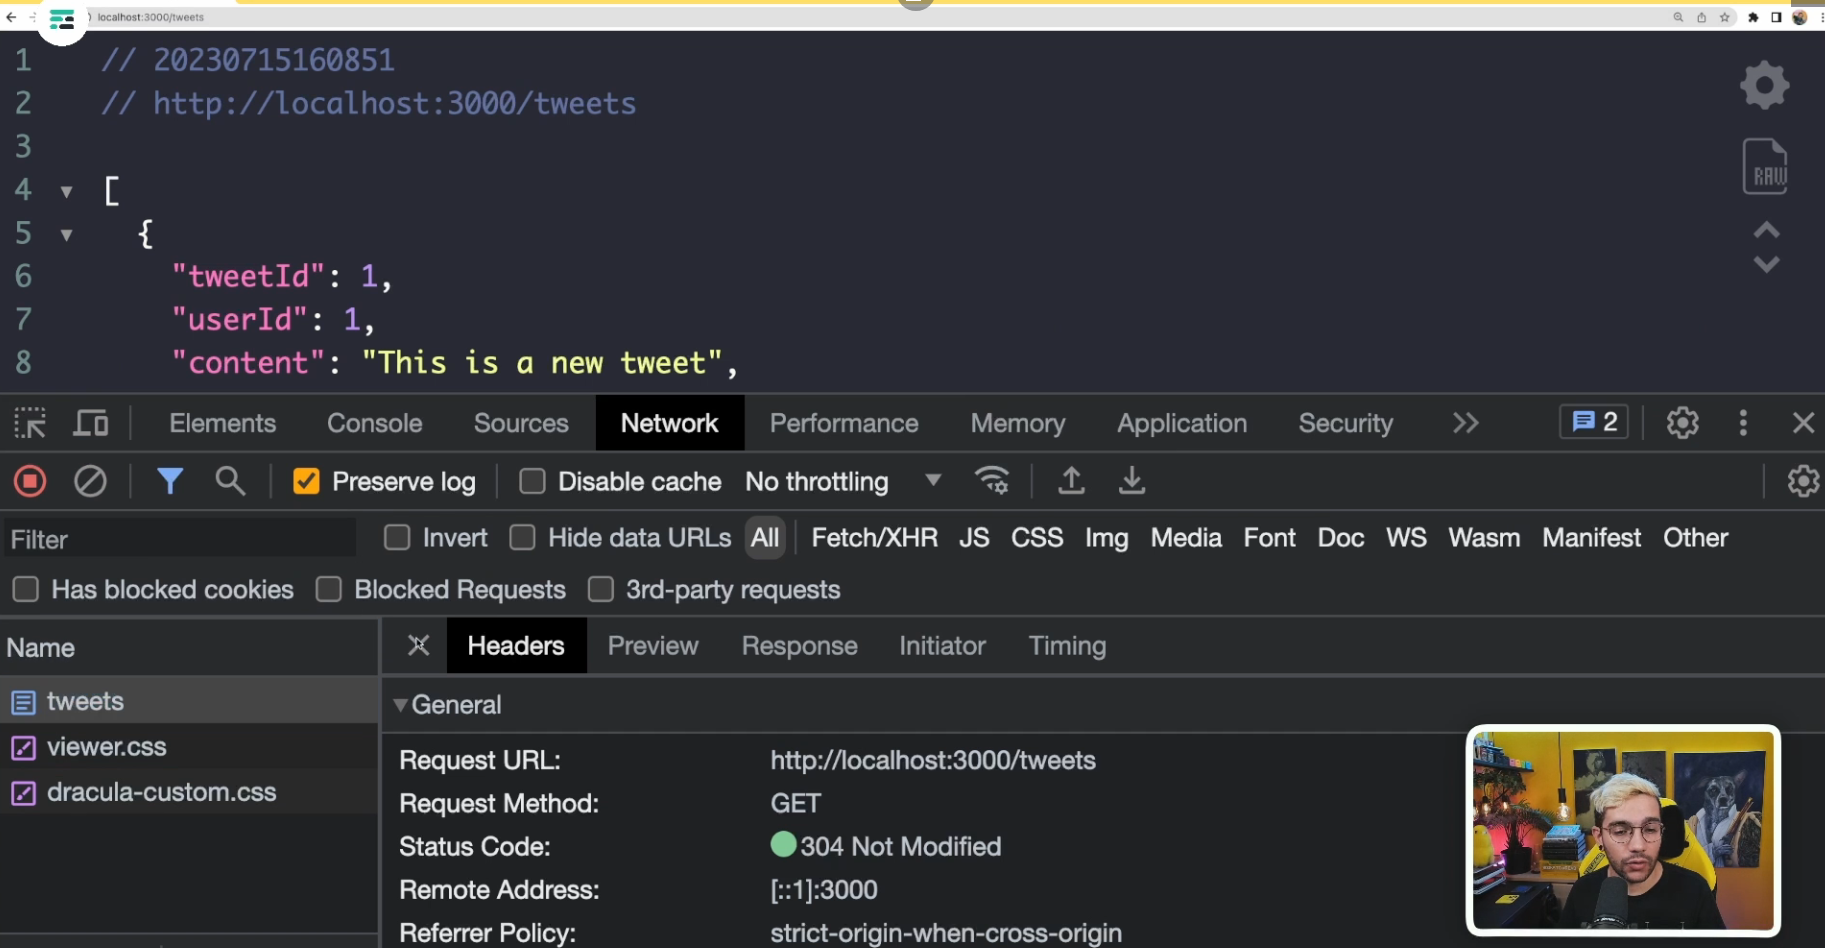 localhost:3000/tweets
1 // 20230715160851
2 // http://localhost:3000/tweets
3
4 [
5 {
6 "tweetId": 1,
7 "userId": 1,
8 "content": "This is a new tweet",
RAW
Elements Console Sources Network Performance Memory Application Security 2
Preserve log Disable cache No throttling
Filter Invert Hide data URLs All Fetch/XHR JS CSS Img Media Font Doc WS Wasm Manifest Other
Has blocked cookies Blocked Requests 3rd-party requests
Name Headers Preview Response Initiator Timing
tweets
viewer.css
dracula-custom.css
General
Request URL: http://localhost:3000/tweets
Request Method: GET
Status Code: 304 Not Modified
Remote Address: [::1]:3000
Referrer Policy: strict-origin-when-cross-origin